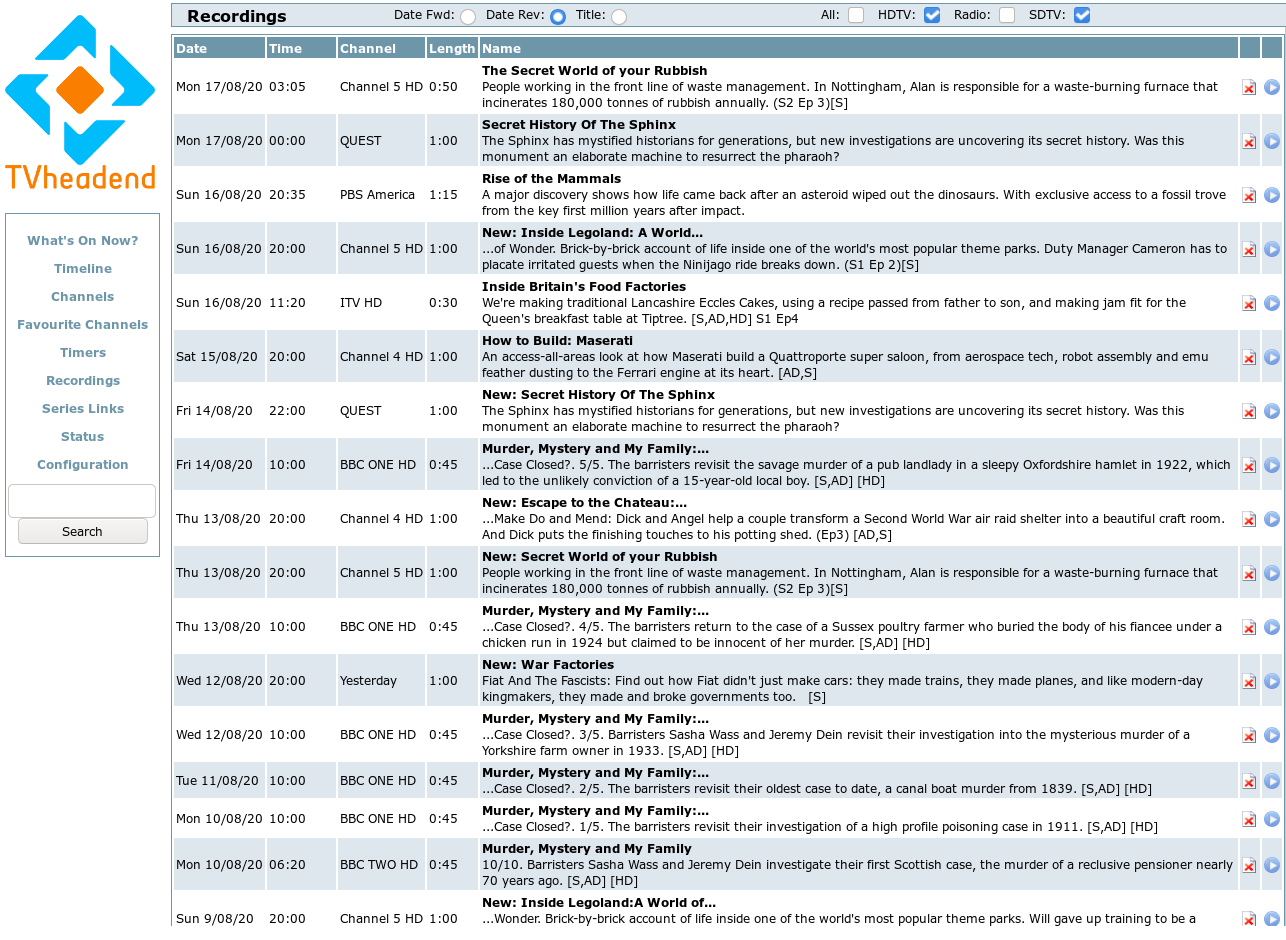 TVheadend
What's On Now?
Timeline
Channels
Favourite Channels
Timers
Recordings
Series Links
Status
Configuration
Search
Recordings Date Fwd: Date Rev: Title: All: HDTV: Radio: SDTV:
Date Time Channel Length Name
The Secret World of your Rubbish
Mon 17/08/20 03:05 Channel 5 HD 0:50 People working in the front line of waste management. In Nottingham, Alan is responsible for a waste-burning furnace that
incinerates 180,000 tonnes of rubbish annually. (S2 Ep 3)[S]
Secret History Of The Sphinx
Mon 17/08/20 00:00 QUEST 1:00 The Sphinx has mystified historians for generations, but new investigations are uncovering its secret history. Was this
monument an elaborate machine to resurrect the pharaoh?
Rise of the Mammals
Sun 16/08/20 20:35 PBS America 1:15 A major discovery shows how life came back after an asteroid wiped out the dinosaurs. With exclusive access to a fossil trove
from the key first million years after impact.
New: Inside Legoland: A World...
Sun 16/08/20 20:00 Channel 5 HD 1:00 ...of Wonder. Brick-by-brick account of life inside one of the world's most popular theme parks. Duty Manager Cameron has to
placate irritated guests when the Ninijago ride breaks down. (S1 Ep 2)[S]
Inside Britain's Food Factories
Sun 16/08/20 11:20 ITV HD 0:30 We're making traditional Lancashire Eccles Cakes, using a recipe passed from father to son, and making jam fit for the
Queen's breakfast table at Tiptree. [S,AD,HD] S1 Ep4
How to Build: Maserati
Sat 15/08/20 20:00 Channel 4 HD 1:00 An access-all-areas look at how Maserati build a Quattroporte super saloon, from aerospace tech, robot assembly and emu
feather dusting to the Ferrari engine at its heart. [AD,S]
New: Secret History Of The Sphinx
Fri 14/08/20 22:00 QUEST 1:00 The Sphinx has mystified historians for generations, but new investigations are uncovering its secret history. Was this
monument an elaborate machine to resurrect the pharaoh?
Murder, Mystery and My Family:...
Fri 14/08/20 10:00 BBC ONE HD 0:45 ...Case Closed?. 5/5. The barristers revisit the savage murder of a pub landlady in a sleepy Oxfordshire hamlet in 1922, which
led to the unlikely conviction of a 15-year-old local boy. [S,AD] [HD]
New: Escape to the Chateau:...
Thu 13/08/20 20:00 Channel 4 HD 1:00 ...Make Do and Mend: Dick and Angel help a couple transform a Second World War air raid shelter into a beautiful craft room.
And Dick puts the finishing touches to his potting shed. (Ep3) [AD,S]
New: Secret World of your Rubbish
Thu 13/08/20 20:00 Channel 5 HD 1:00 People working in the front line of waste management. In Nottingham, Alan is responsible for a waste-burning furnace that
incinerates 180,000 tonnes of rubbish annually. (S2 Ep 3)[S]
Murder, Mystery and My Family:...
Thu 13/08/20 10:00 BBC ONE HD 0:45 ...Case Closed?. 4/5. The barristers return to the case of a Sussex poultry farmer who buried the body of his fiancee under a
chicken run in 1924 but claimed to be innocent of her murder. [S,AD] [HD]
New: War Factories
Wed 12/08/20 20:00 Yesterday 1:00 Fiat And The Fascists: Find out how Fiat didn't just make cars: they made trains, they made planes, and like modern-day
kingmakers, they made and broke governments too. [S]
Murder, Mystery and My Family:...
Wed 12/08/20 10:00 BBC ONE HD 0:45 ...Case Closed?. 3/5. Barristers Sasha Wass and Jeremy Dein revisit their investigation into the mysterious murder of a
Yorkshire farm owner in 1933. [S,AD] [HD]
Murder, Mystery and My Family:...
Tue 11/08/20 10:00 BBC ONE HD 0:45 ...Case Closed?. 2/5. The barristers revisit their oldest case to date, a canal boat murder from 1839. [S,AD] [HD]
Murder, Mystery and My Family:...
Mon 10/08/20 10:00 BBC ONE HD 0:45 ...Case Closed?. 1/5. The barristers revisit their investigation of a high profile poisoning case in 1911. [S,AD] [HD]
Murder, Mystery and My Family
Mon 10/08/20 06:20 BBC TWO HD 0:45 10/10. Barristers Sasha Wass and Jeremy Dein investigate their first Scottish case, the murder of a reclusive pensioner nearly
70 years ago. [S,AD] [HD]
New: Inside Legoland:A World of...
Sun 9/08/20 20:00 Channel 5 HD 1:00 ...Wonder. Brick-by-brick account of life inside one of the world's most popular theme parks. Will gave up training to be a